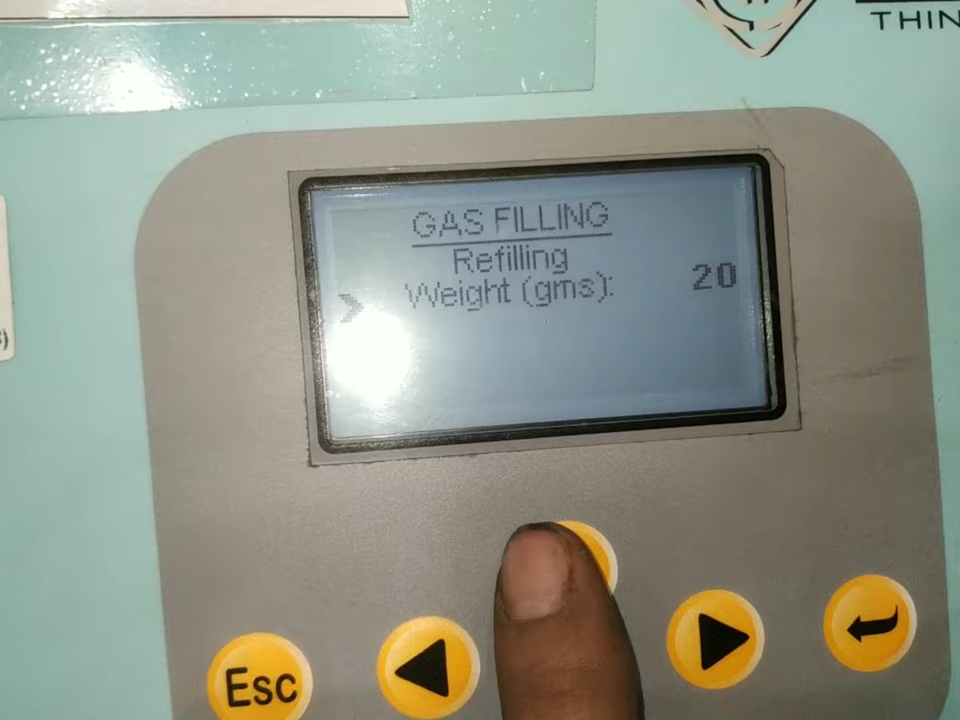 THIN
GAS FILLING
Refilling
Weight (gms): 20
Esc